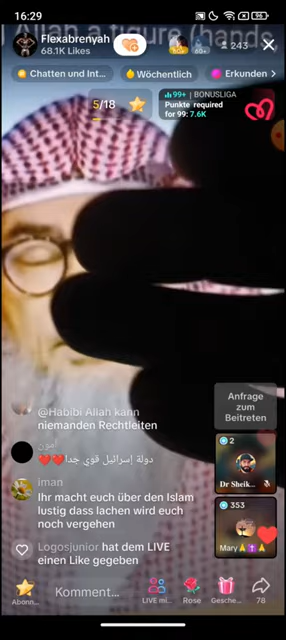 16:29
96
Flexabrenyah
68.1K Likes
243
Chatten und Int...
Wöchentlich
Erkunden >
5/18
99+ | BONUSLIGA
Punkte required
for 99: 7.6K
@Habibi Allah kann
niemanden Rechtleiten
دولة إسرائيل قوي جدا❤️❤️
iman
Ihr macht euch über den Islam
lustig dass lachen wird euch
noch vergehen
Logosjunior hat dem LIVE
einen Like gegeben
Anfrage
zum
Beitreten
2
Dr Sheik...
353
Mary🙏✝️🙏
Abonn...
Komment...
LIVE mi...
Rose
Gesche...
78